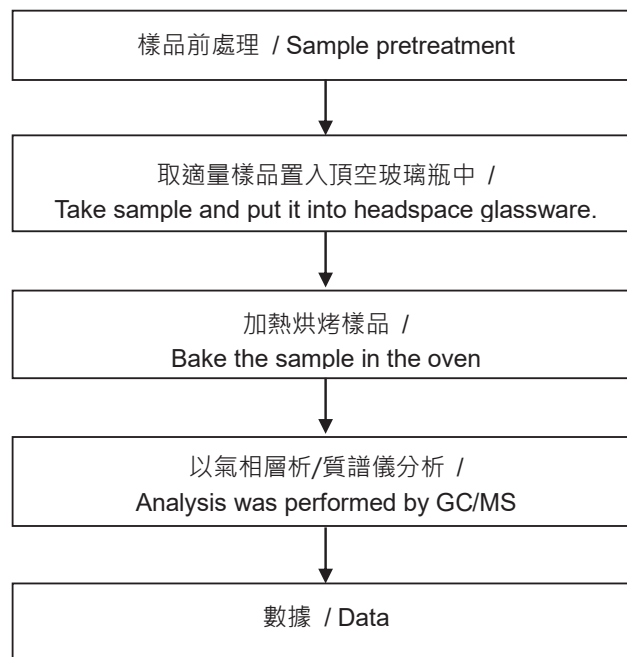 樣品前處理 / Sample pretreatment
取適量樣品置入頂空玻璃瓶中 /
Take sample and put it into headspace glassware.
加熱烘烤樣品 /
Bake the sample in the oven
以氣相層析/質譜儀分析 /
Analysis was performed by GC/MS
數據 / Data